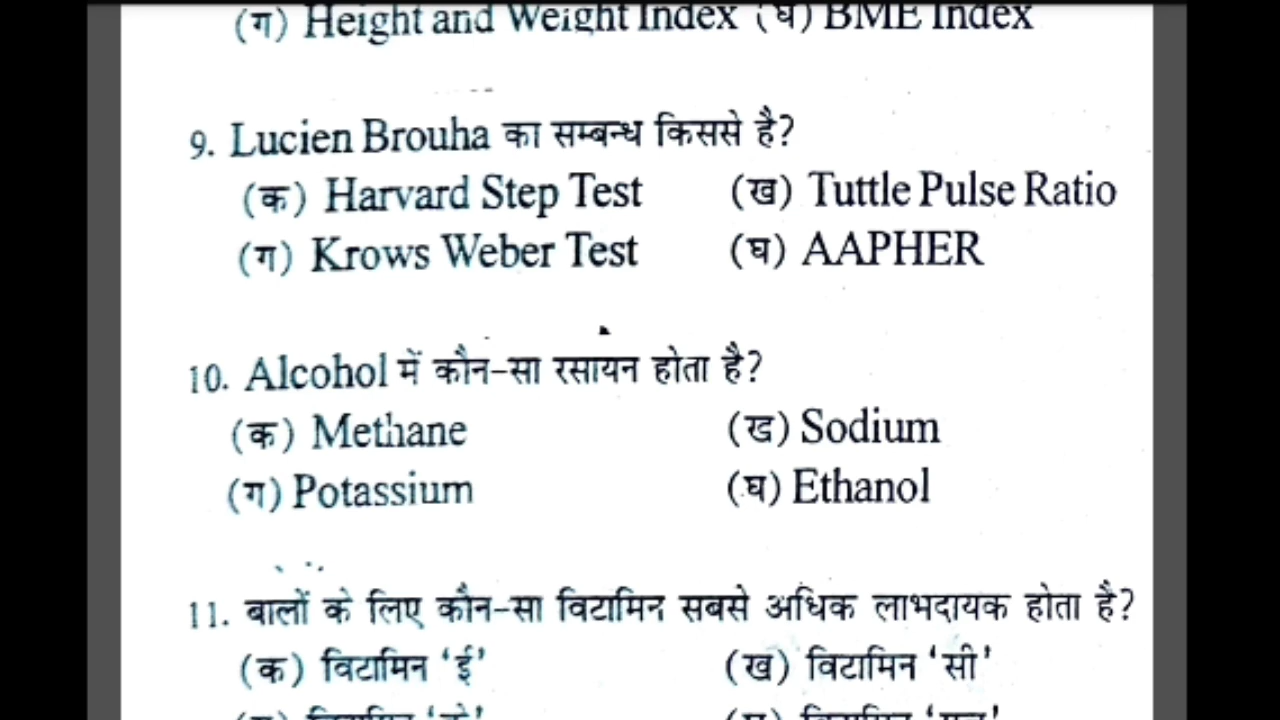 (ग) Height and Weight Index (घ) BME Index
9. Lucien Brouha का सम्बन्ध किससे है?
(क) Harvard Step Test (ख) Tuttle Pulse Ratio
(ग) Krows Weber Test (घ) AAPHER
10. Alcohol में कौन-सा रसायन होता है?
(क) Methane (ख) Sodium
(ग) Potassium (घ) Ethanol
11. बालों के लिए कौन-सा विटामिन सबसे अधिक लाभदायक होता है?
(क) विटामिन ‘ई’ (ख) विटामिन ‘सी’
विटामिन विटामिन